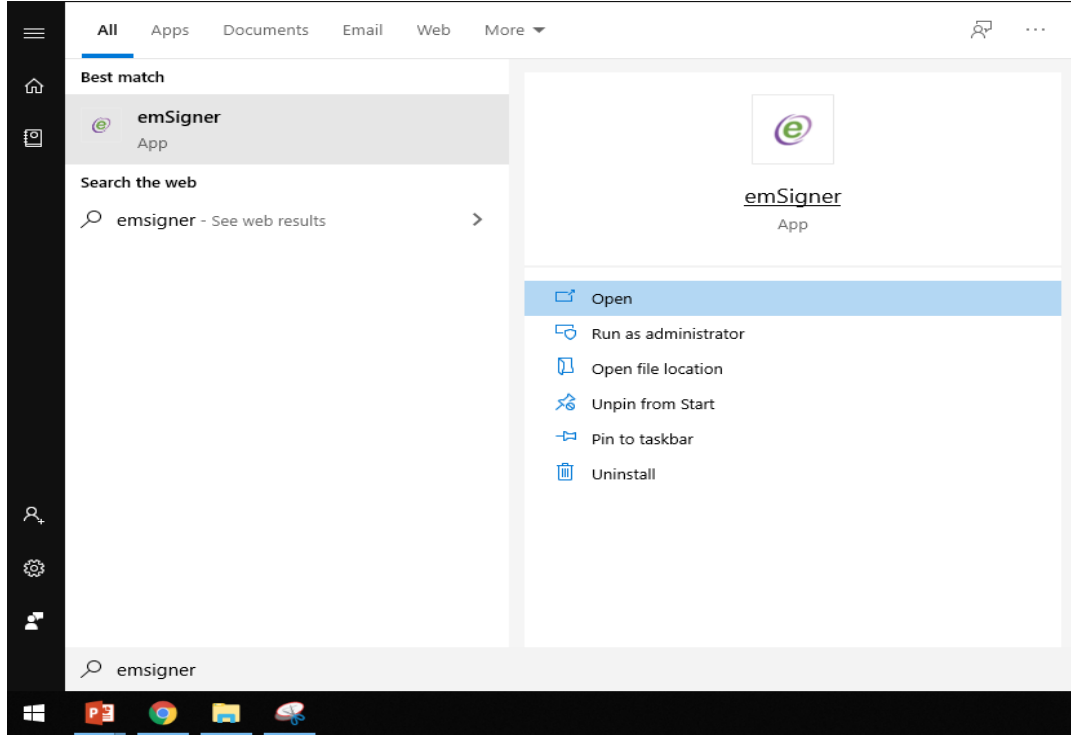 All Apps Documents Email Web More
Best match
emSigner
App
Search the web
emsigner - See web results
emSigner
App
Open
Run as administrator
Open file location
Unpin from Start
Pin to taskbar
Uninstall
emsigner